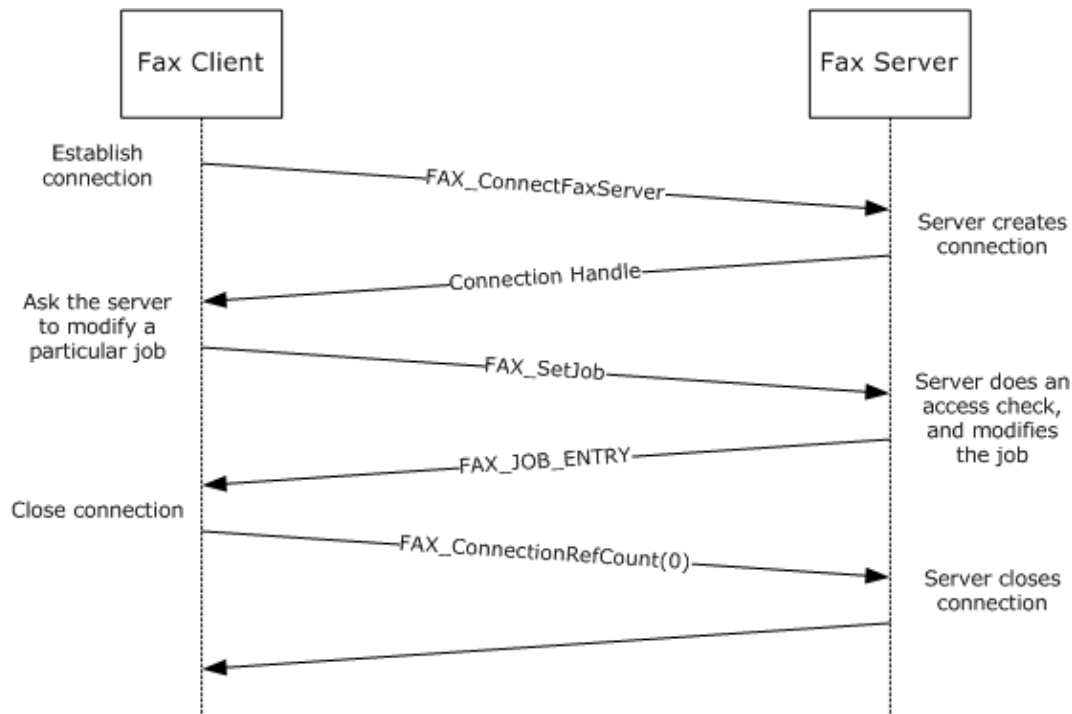 Fax Client
Fax Server
Establish
connection
FAX_ConnectFaxServer
Server creates
connection
Connection Handle
Ask the server
to modify a
particular job
FAX_SetJob
Server does an
access check,
and modifies
the job
FAX_JOB_ENTRY
Close connection
FAX_ConnectionRefCount(0)
Server closes
connection